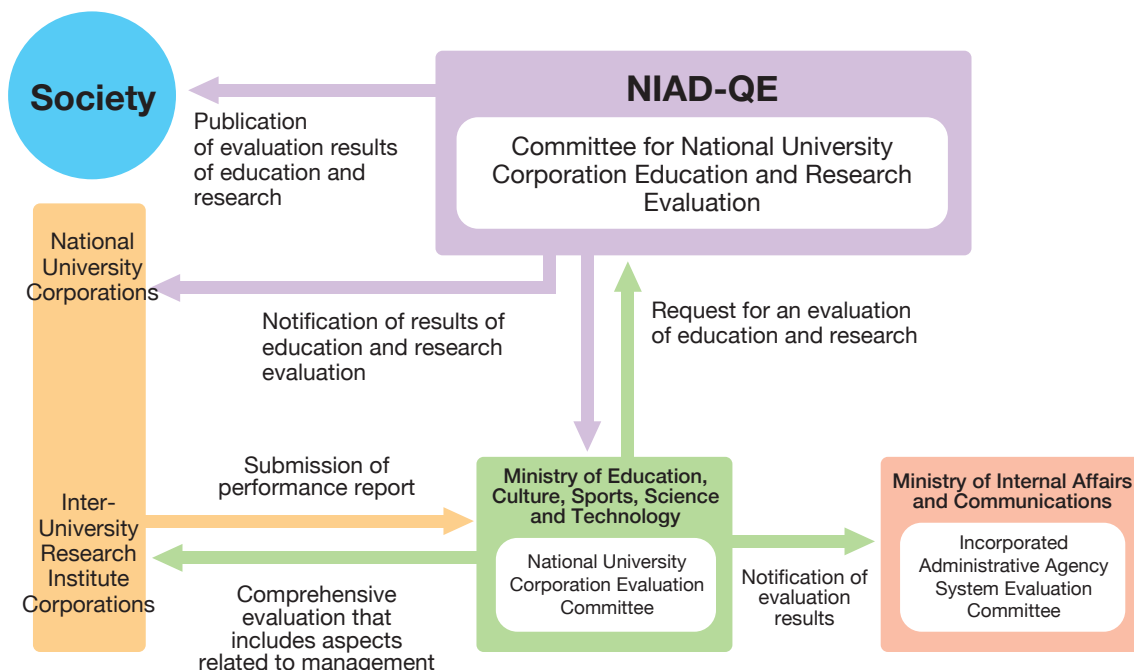 Society
NIAD-QE
Committee for National University
Corporation Education and Research
Evaluation
Publication
of evaluation results
of education and
research
National
University
Corporations
Notification of results of
education and research
evaluation
Request for an evaluation
of education and research
Inter-
University
Research
Institute
Corporations
Submission of
performance report
Comprehensive
evaluation that
includes aspects
related to management
Ministry of Education,
Culture, Sports, Science
and Technology
National University
Corporation Evaluation
Committee
Notification of
evaluation
results
Ministry of Internal Affairs
and Communications
Incorporated
Administrative Agency
System Evaluation
Committee